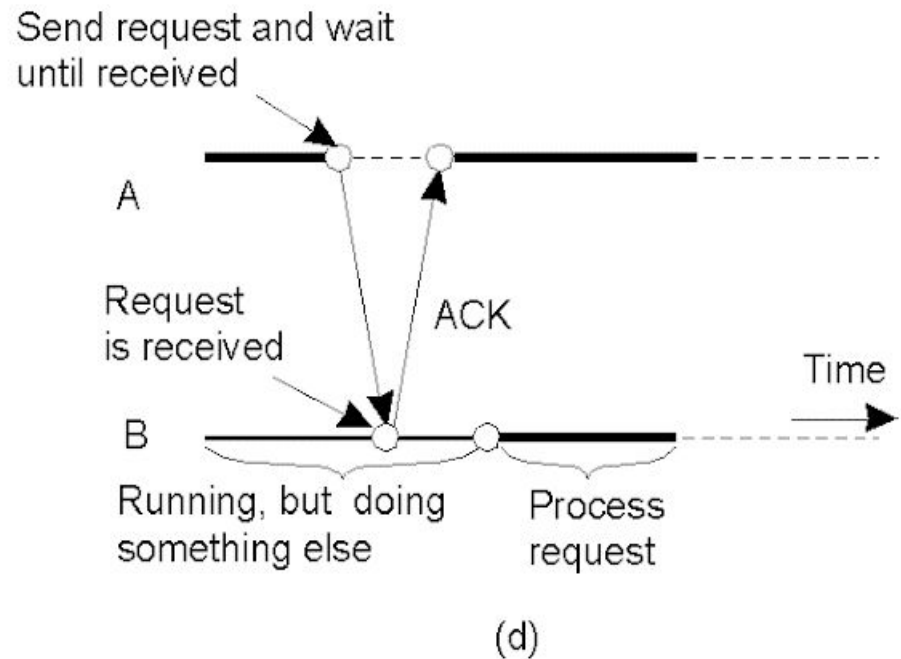 Send request and wait
until received
A
Request
is received
ACK
Time
B
Running, but doing
something else
Process
request
(d)